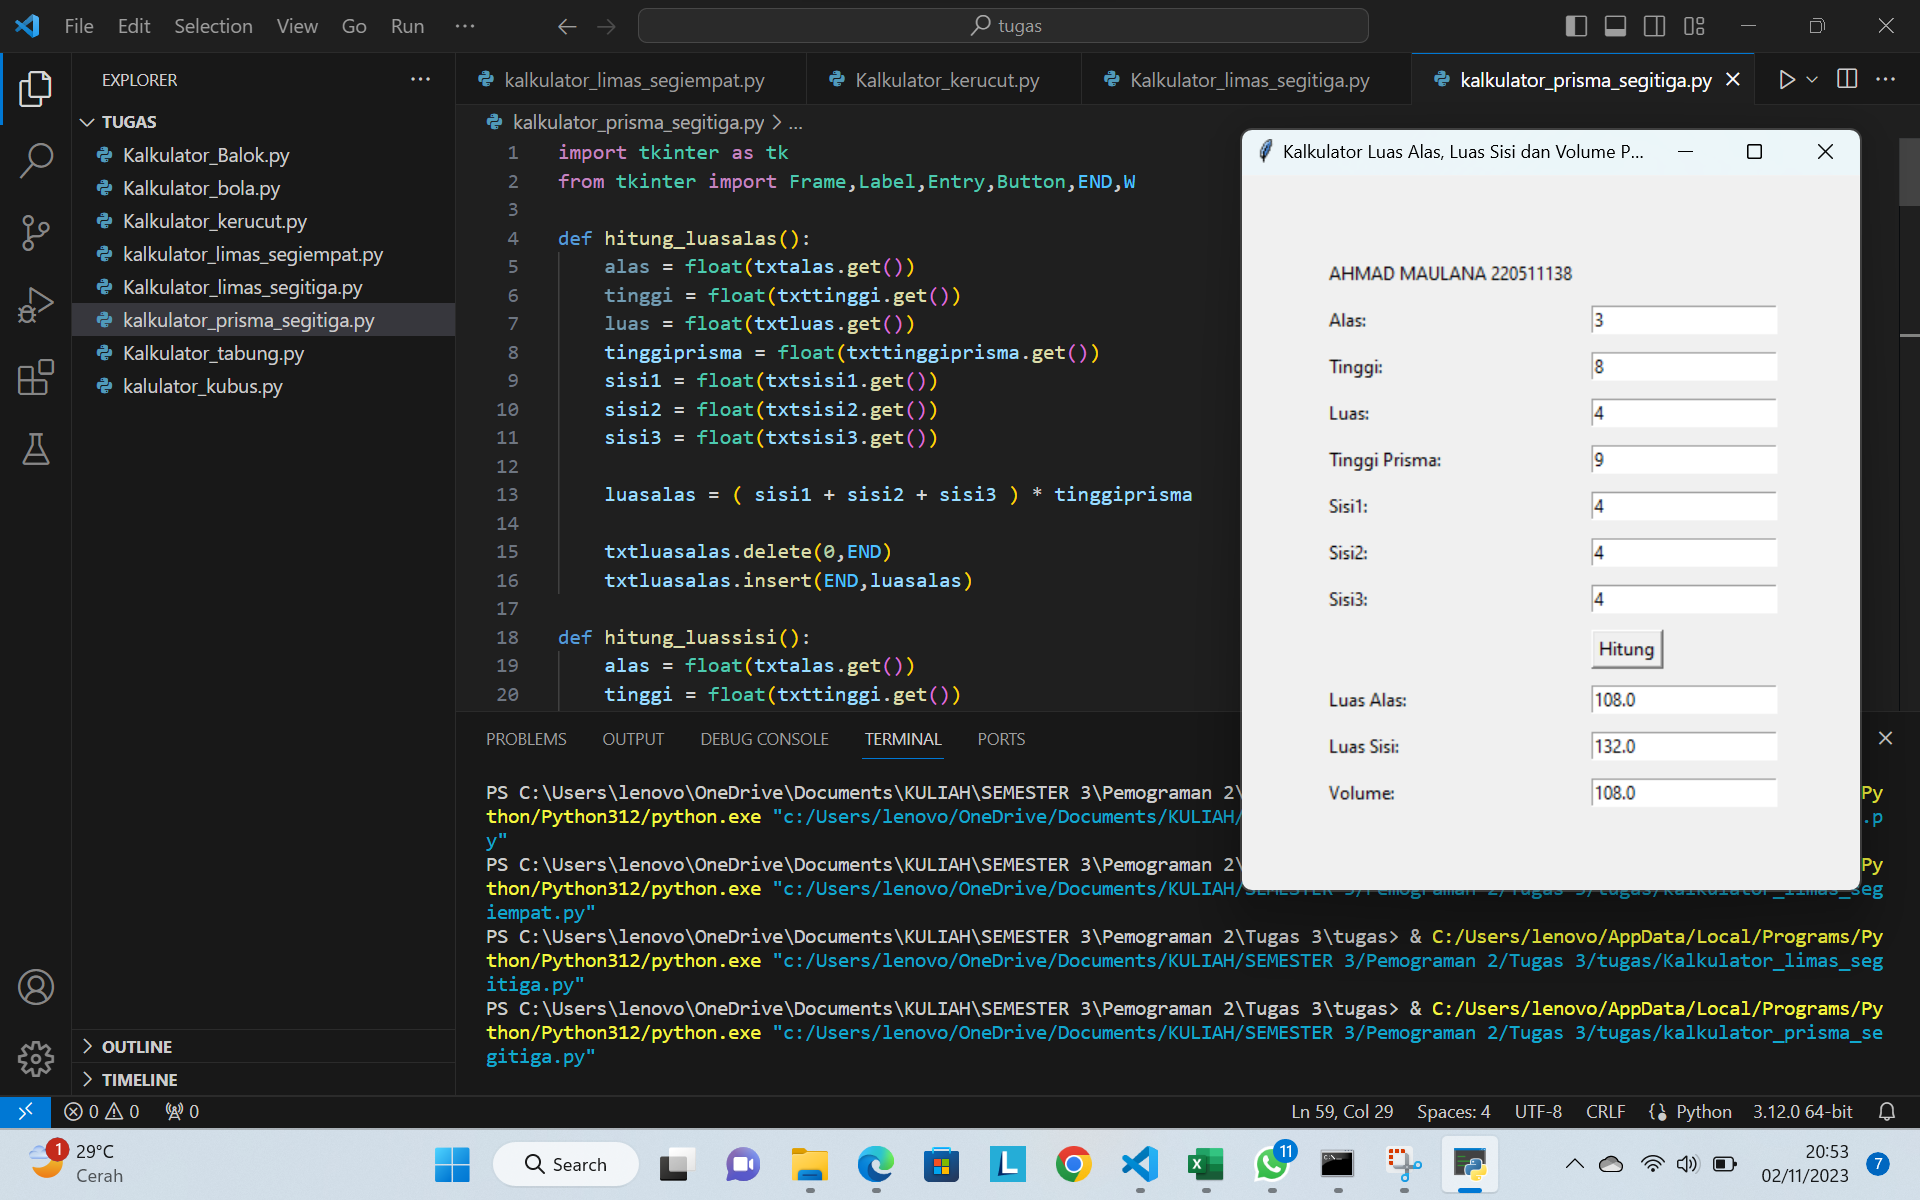 File Edit Selection View Go Run ···
tugas
EXPLORER
TUGAS
Kalkulator_Balok.py
Kalkulator_bola.py
Kalkulator_kerucut.py
kalkulator_limas_segiempat.py
Kalkulator_limas_segitiga.py
kalkulator_prisma_segitiga.py
Kalkulator_tabung.py
kalulator_kubus.py
OUTLINE
TIMELINE
kalkulator_limas_segiempat.py Kalkulator_kerucut.py Kalkulator_limas_segitiga.py kalkulator_prisma_segitiga.py
kalkulator_prisma_segitiga.py > ...
1 import tkinter as tk
2 from tkinter import Frame,Label,Entry,Button,END,W
3
4 def hitung_luasalas():
5 alas = float(txtalas.get())
6 tinggi = float(txttinggi.get())
7 luas = float(txtluas.get())
8 tinggiprisma = float(txttinggiprisma.get())
9 sisi1 = float(txtsisi1.get())
10 sisi2 = float(txtsisi2.get())
11 sisi3 = float(txtsisi3.get())
12
13 luasalas = ( sisi1 + sisi2 + sisi3 ) * tinggiprisma
14
15 txtluasalas.delete(0,END)
16 txtluasalas.insert(END,luasalas)
17
18 def hitung_luassisi():
19 alas = float(txtalas.get())
20 tinggi = float(txttinggi.get())
Kalkulator Luas Alas, Luas Sisi dan Volume P...
AHMAD MAULANA 220511138
Alas: 3
Tinggi: 8
Luas: 4
Tinggi Prisma: 9
Sisi1: 4
Sisi2: 4
Sisi3: 4
Hitung
Luas Alas: 108.0
Luas Sisi: 132.0
Volume: 108.0
PROBLEMS OUTPUT DEBUG CONSOLE TERMINAL PORTS
PS C:\Users\lenovo\OneDrive\Documents\KULIAH\SEMESTER 3\Pemograman 2\ Py
thon/Python312/python.exe "c:/Users/lenovo/OneDrive/Documents/KULIAH/ .p
y"
PS C:\Users\lenovo\OneDrive\Documents\KULIAH\SEMESTER 3\Pemograman 2\ Py
thon/Python312/python.exe "c:/Users/lenovo/OneDrive/Documents/KULIAH/SEMESTER 3/Pemograman 2/Tugas 3/tugas/kalkulator_limas_seg
iempat.py"
PS C:\Users\lenovo\OneDrive\Documents\KULIAH\SEMESTER 3\Pemograman 2\Tugas 3\tugas> & C:/Users/lenovo/AppData/Local/Programs/Py
thon/Python312/python.exe "c:/Users/lenovo/OneDrive/Documents/KULIAH/SEMESTER 3/Pemograman 2/Tugas 3/tugas/Kalkulator_limas_seg
itiga.py"
PS C:\Users\lenovo\OneDrive\Documents\KULIAH\SEMESTER 3\Pemograman 2\Tugas 3\tugas> & C:/Users/lenovo/AppData/Local/Programs/Py
thon/Python312/python.exe "c:/Users/lenovo/OneDrive/Documents/KULIAH/SEMESTER 3/Pemograman 2/Tugas 3/tugas/kalkulator_prisma_se
gitiga.py"
0 0 0 Ln 59, Col 29 Spaces: 4 UTF-8 CRLF Python 3.12.0 64-bit
1 29°C
Cerah
Search
L
11
20:53
02/11/2023
7